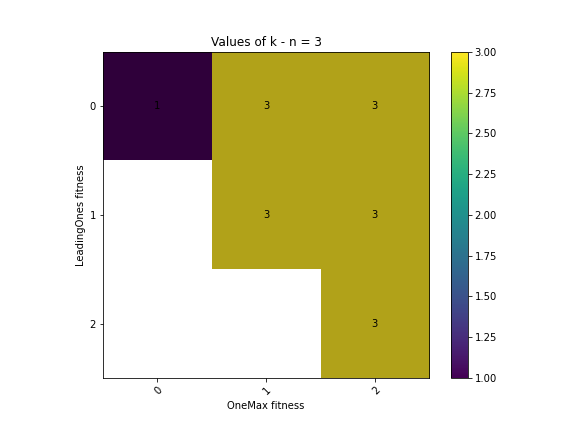 Values of k - n = 3
LeadingOnes fitness
0
1
2
1 3 3
3 3
3
0 1 2
OneMax fitness
3.00
2.75
2.50
2.25
2.00
1.75
1.50
1.25
1.00